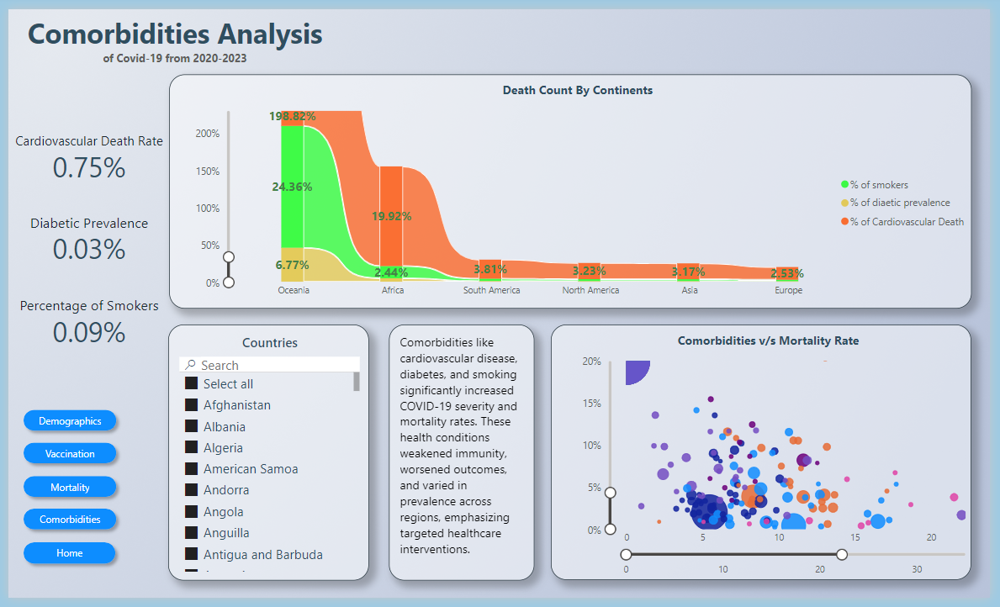 Comorbidities Analysis
of Covid-19 from 2020-2023
Cardiovascular Death Rate
0.75%
Diabetic Prevalence
0.03%
Percentage of Smokers
0.09%
Demographics
Vaccination
Mortality
Comorbidities
Home
Death Count By Continents
200%
150%
100%
50%
0%
198.82%
24.36%
6.77%
19.92%
2.44%
3.81%
3.23%
3.17%
2.53%
Oceania Africa South America North America Asia Europe
% of smokers
% of diaetic prevalence
% of Cardiovascular Death
Countries
Search
Select all
Afghanistan
Albania
Algeria
American Samoa
Andorra
Angola
Anguilla
Antigua and Barbuda
Comorbidities like
cardiovascular disease,
diabetes, and smoking
significantly increased
COVID-19 severity and
mortality rates. These
health conditions
weakened immunity,
worsened outcomes,
and varied in
prevalence across
regions, emphasizing
targeted healthcare
interventions.
Comorbidities v/s Mortality Rate
20%
15%
10%
5%
0%
0 5 10 15 20
0 10 20 30